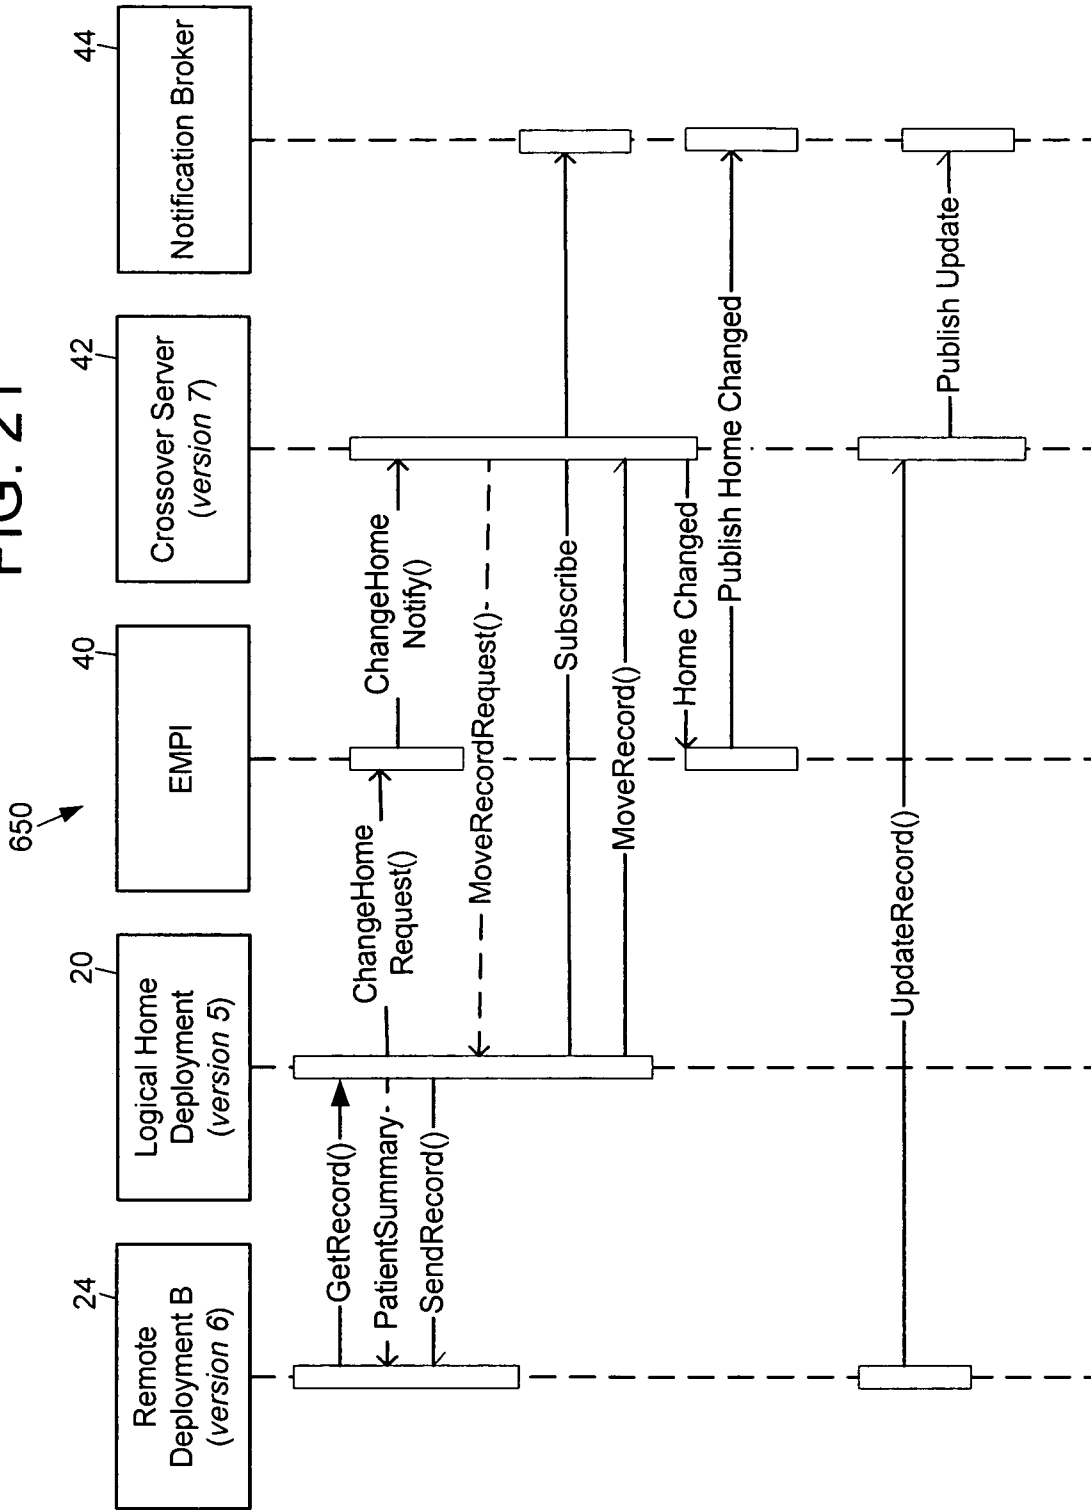 FIG. 21
650
24
20
40
42
44
Remote
Deployment B
(version 6)
Logical Home
Deployment
(version 5)
EMPI
Crossover Server
(version 7)
Notification Broker
GetRecord()
PatientSummary
SendRecord()
ChangeHome
Request()
ChangeHome
Notify()
MoveRecordRequest()
Subscribe
MoveRecord()
Home Changed
Publish Home Changed
UpdateRecord()
Publish Update